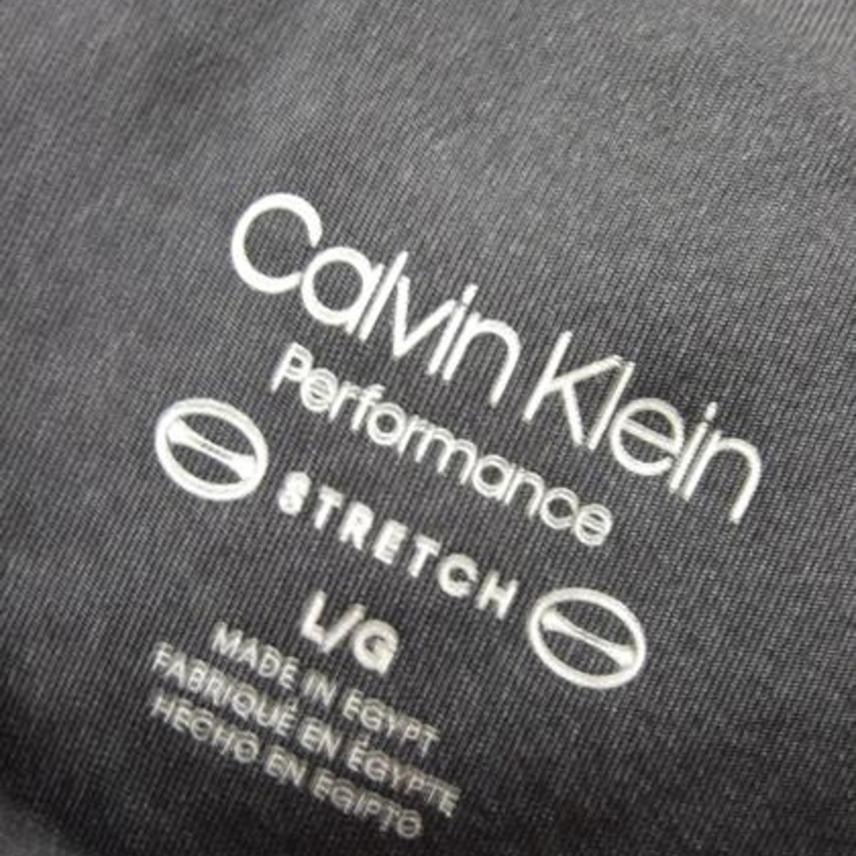 Calvin Klein
Performance
STRETCH
L/G
MADE IN EGYPT
FABRIQUÉ EN ÉGYPTE
HECHO EN EGIPTO